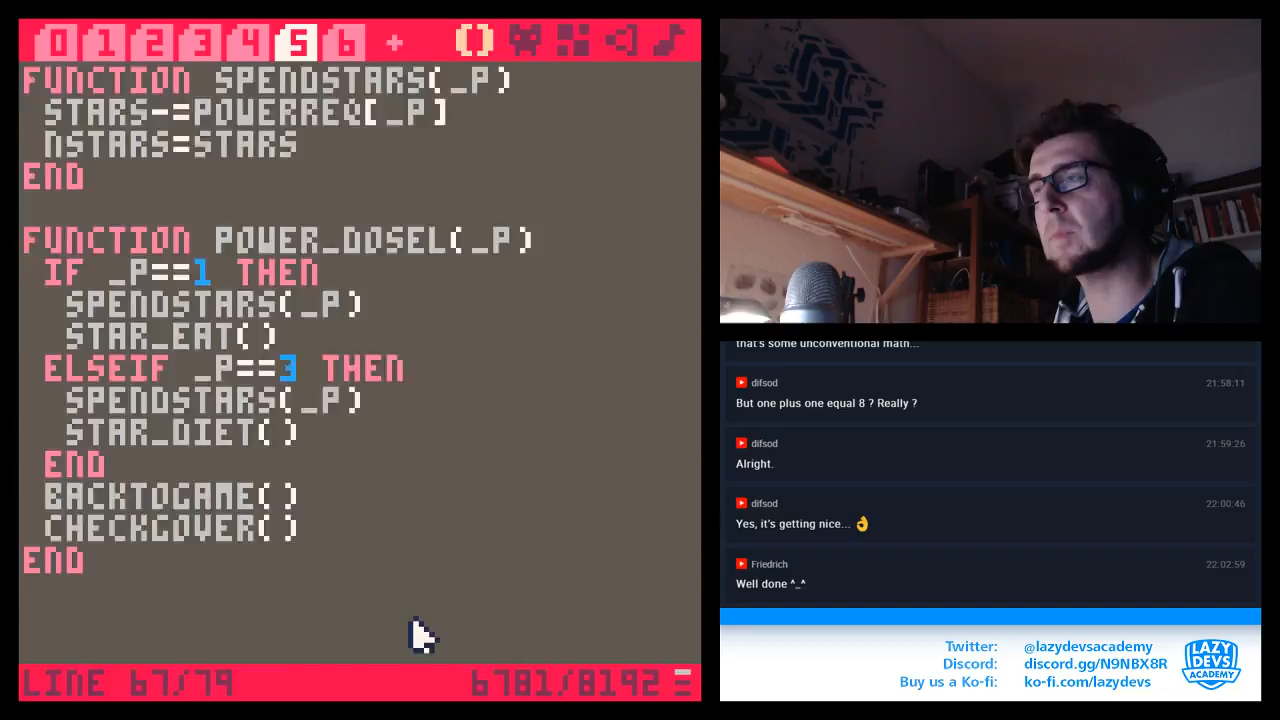 0 1 2 3 4 5 6 + ()
FUNCTION SPENDSTARS(_P)
STARS-=POWERREQ[_P]
NSTARS=STARS
END
FUNCTION POWER_DOSEL(_P)
IF _P==1 THEN
SPENDSTARS(_P)
STAR_EAT()
ELSEIF _P==3 THEN
SPENDSTARS(_P)
STAR_DIET()
END
BACKTOGAME()
CHECKGOVER()
END
LINE 67/79 6781/8192
that's some unconventional math...
difsod 21:58:11
But one plus one equal 8 ? Really ?
difsod 21:59:26
Alright.
difsod 22:00:46
Yes, it's getting nice... 👌
Friedrich 22:02:59
Well done ^_^
Twitter: @lazydevsacademy
Discord: discord.gg/N9NBX8R
Buy us a Ko-fi: ko-fi.com/lazydevs
LAZY
DEVS
ACADEMY